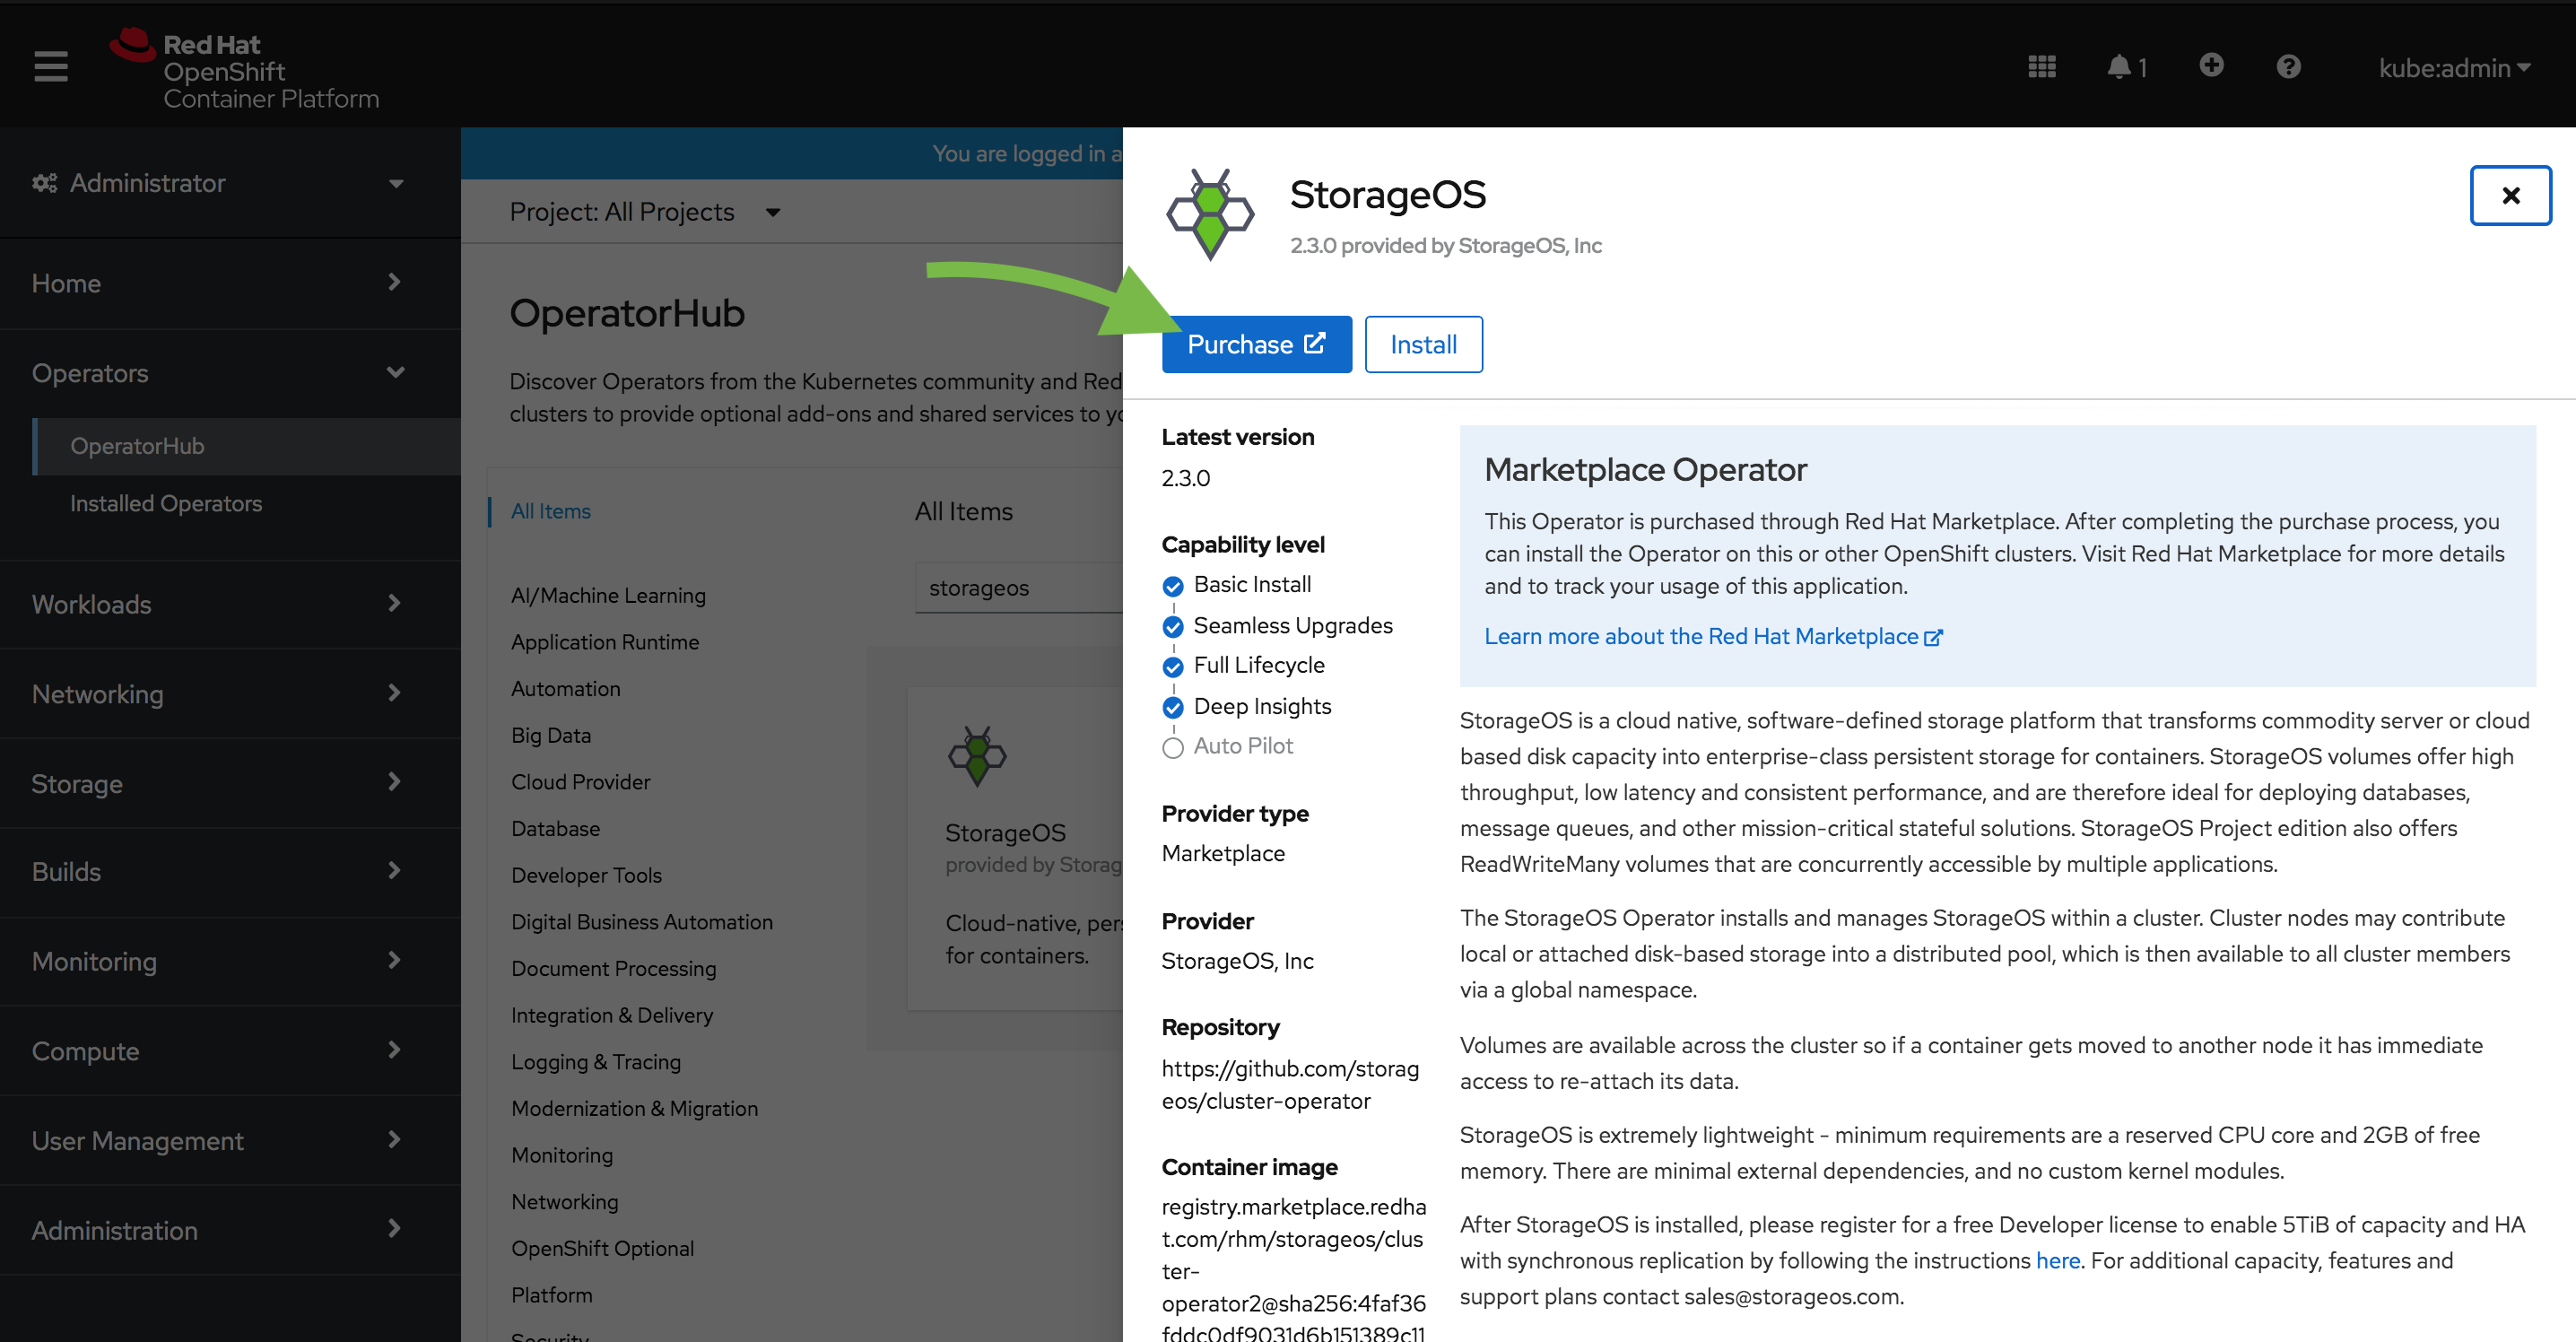 Red Hat
OpenShift
Container Platform
1
kube:admin
Administrator
Home
Operators
OperatorHub
Installed Operators
Workloads
Networking
Storage
Builds
Monitoring
Compute
User Management
Administration
You are logged in a
Project: All Projects
OperatorHub
Discover Operators from the Kubernetes community and Red
clusters to provide optional add-ons and shared services to yo
All Items
AI/Machine Learning
Application Runtime
Automation
Big Data
Cloud Provider
Database
Developer Tools
Digital Business Automation
Document Processing
Integration & Delivery
Logging & Tracing
Modernization & Migration
Monitoring
Networking
OpenShift Optional
Platform
Security
All Items
storageos
StorageOS
provided by Storag
Cloud-native, pers
for containers.
StorageOS
2.3.0 provided by StorageOS, Inc
Purchase
Install
Latest version
2.3.0
Capability level
Basic Install
Seamless Upgrades
Full Lifecycle
Deep Insights
Auto Pilot
Provider type
Marketplace
Provider
StorageOS, Inc
Repository
https://github.com/storag
eos/cluster-operator
Container image
registry.marketplace.redha
t.com/rhm/storageos/clus
ter-
operator2@sha256:4faf36
fddc0df9031d6b151389c11
Marketplace Operator
This Operator is purchased through Red Hat Marketplace. After completing the purchase process, you
can install the Operator on this or other OpenShift clusters. Visit Red Hat Marketplace for more details
and to track your usage of this application.
Learn more about the Red Hat Marketplace
StorageOS is a cloud native, software-defined storage platform that transforms commodity server or cloud
based disk capacity into enterprise-class persistent storage for containers. StorageOS volumes offer high
throughput, low latency and consistent performance, and are therefore ideal for deploying databases,
message queues, and other mission-critical stateful solutions. StorageOS Project edition also offers
ReadWriteMany volumes that are concurrently accessible by multiple applications.
The StorageOS Operator installs and manages StorageOS within a cluster. Cluster nodes may contribute
local or attached disk-based storage into a distributed pool, which is then available to all cluster members
via a global namespace.
Volumes are available across the cluster so if a container gets moved to another node it has immediate
access to re-attach its data.
StorageOS is extremely lightweight - minimum requirements are a reserved CPU core and 2GB of free
memory. There are minimal external dependencies, and no custom kernel modules.
After StorageOS is installed, please register for a free Developer license to enable 5TiB of capacity and HA
with synchronous replication by following the instructions here. For additional capacity, features and
support plans contact sales@storageos.com.